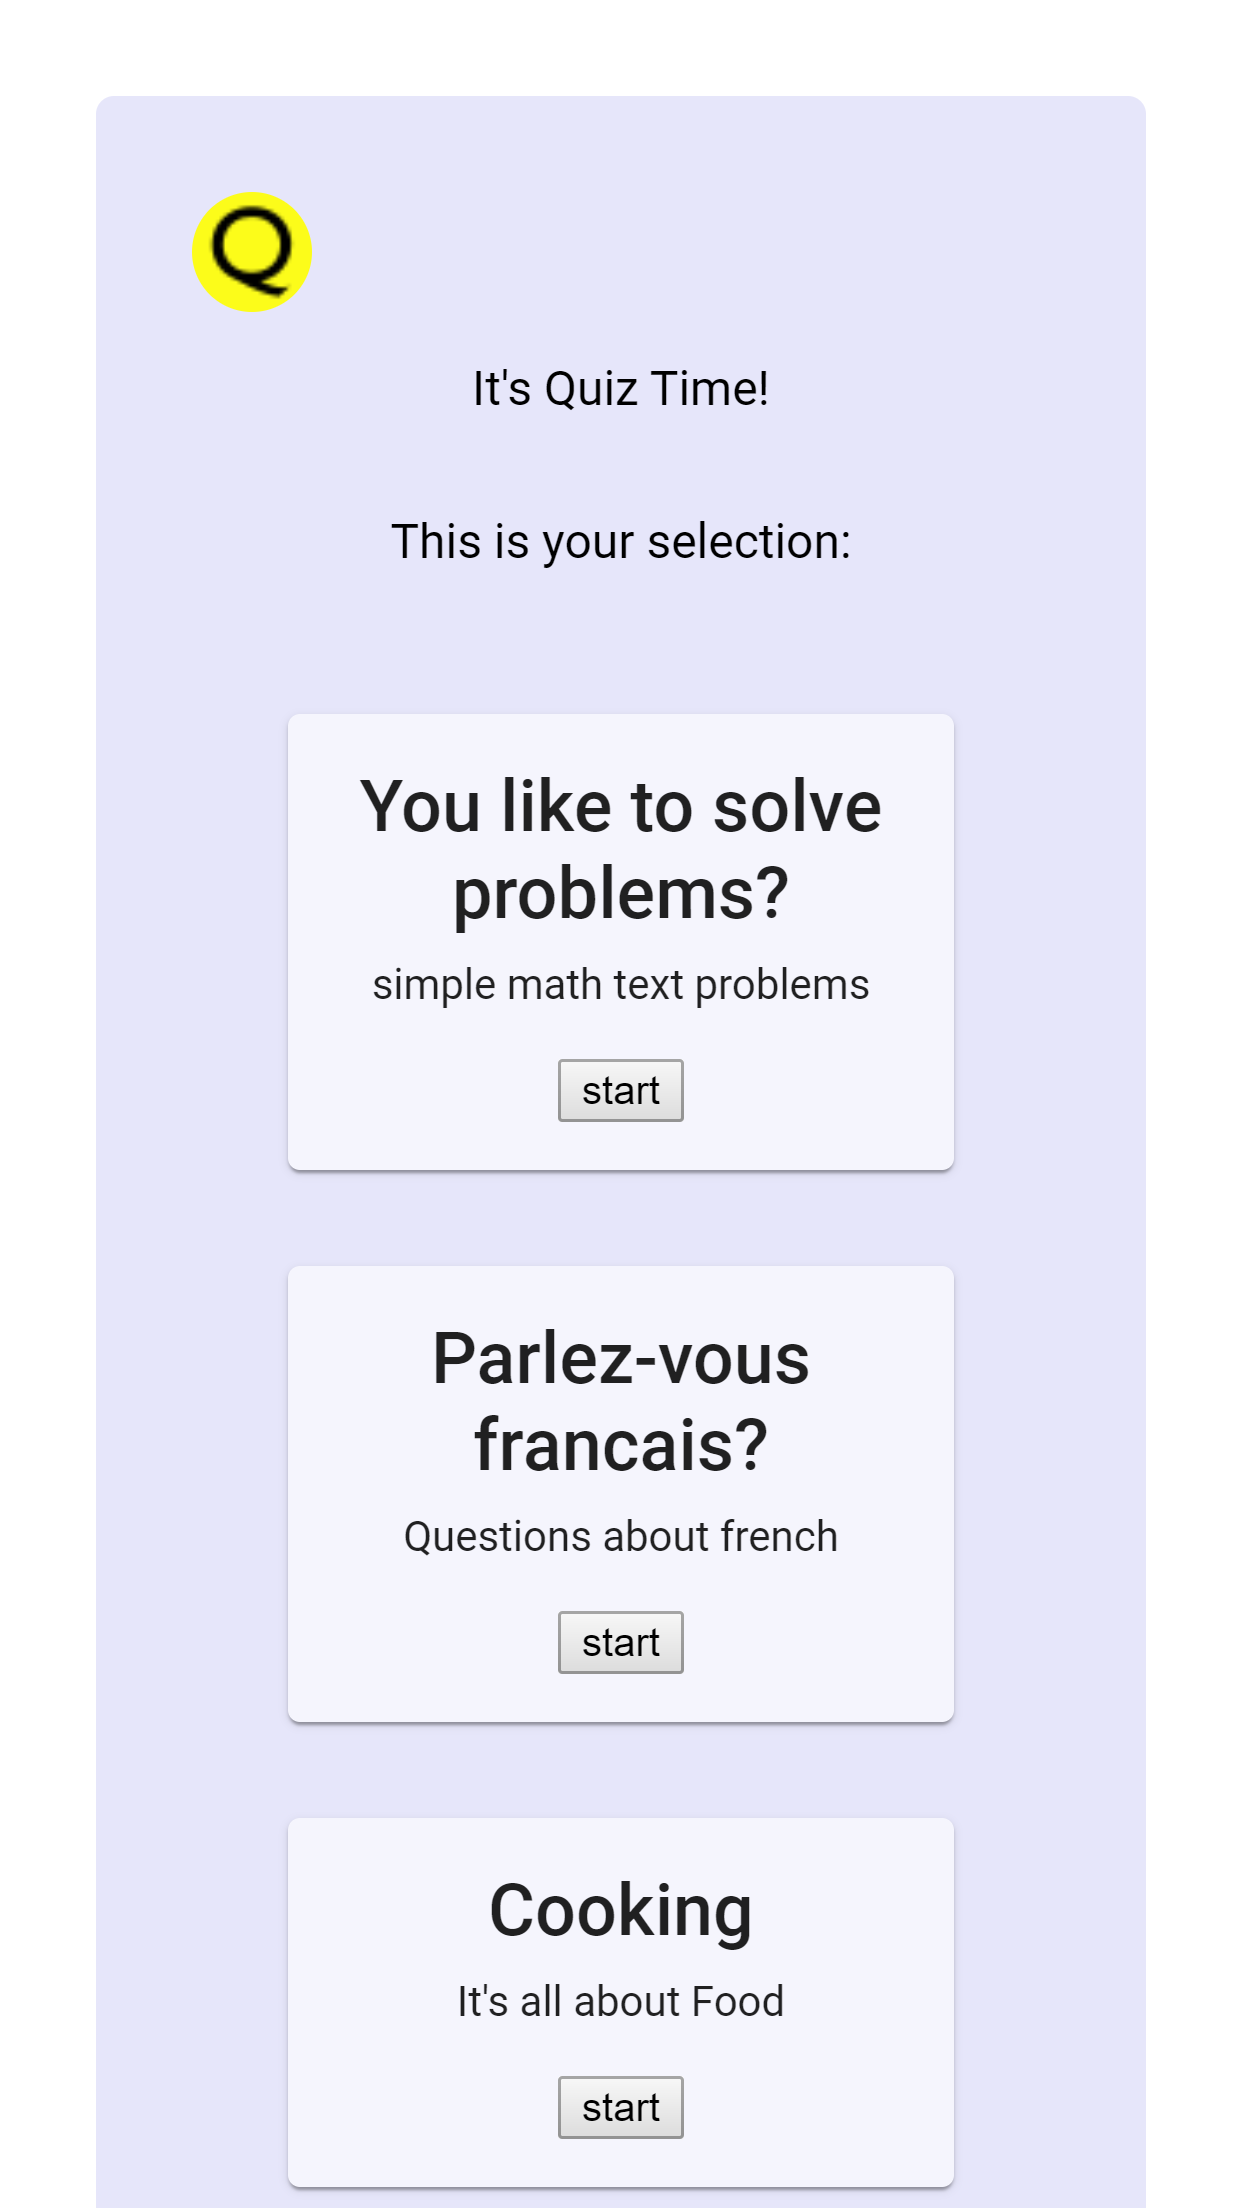 Q
It's Quiz Time!
This is your selection:
You like to solve
problems?
simple math text problems
start
Parlez-vous
francais?
Questions about french
start
Cooking
It's all about Food
start